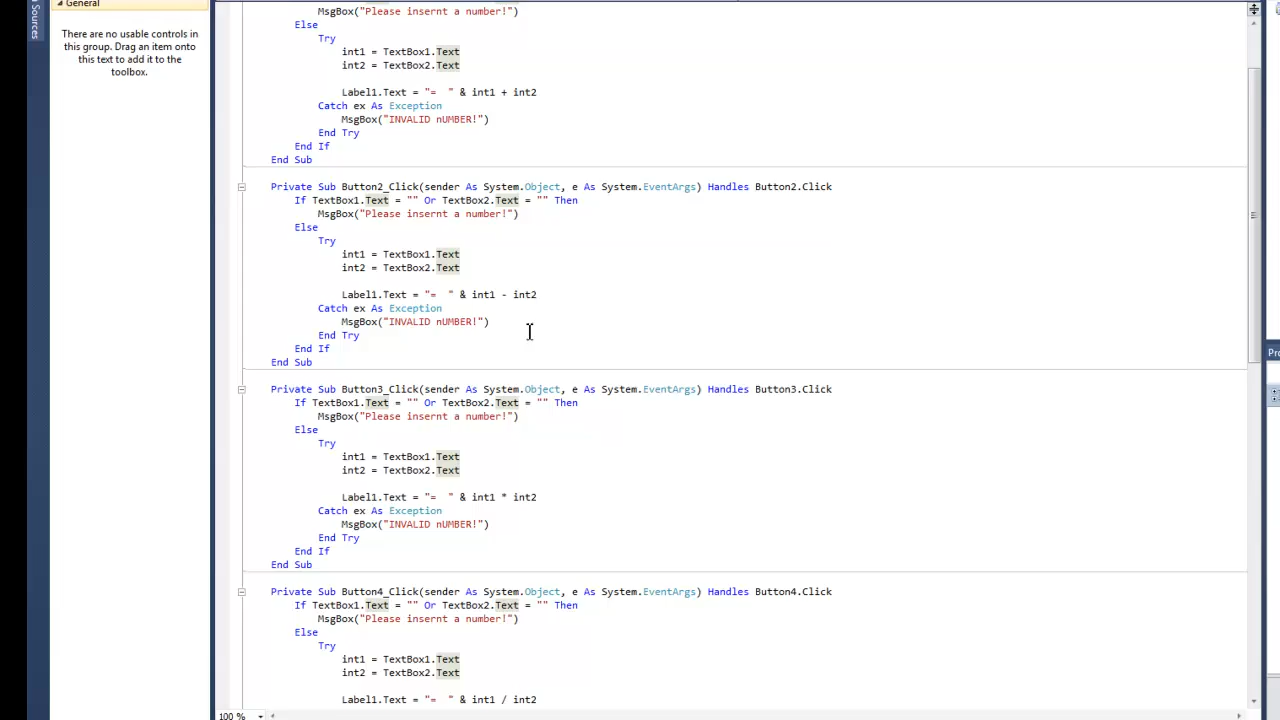 Sources
General
There are no usable controls in
this group. Drag an item onto
this text to add it to the
toolbox.
MsgBox("Please insernt a number!")
Else
Try
int1 = TextBox1.Text
int2 = TextBox2.Text
Label1.Text = "=  " & int1 + int2
Catch ex As Exception
MsgBox("INVALID nUMBER!")
End Try
End If
End Sub
Private Sub Button2_Click(sender As System.Object, e As System.EventArgs) Handles Button2.Click
If TextBox1.Text = "" Or TextBox2.Text = "" Then
MsgBox("Please insernt a number!")
Else
Try
int1 = TextBox1.Text
int2 = TextBox2.Text
Label1.Text = "=  " & int1 - int2
Catch ex As Exception
MsgBox("INVALID nUMBER!")
End Try
End If
End Sub
Private Sub Button3_Click(sender As System.Object, e As System.EventArgs) Handles Button3.Click
If TextBox1.Text = "" Or TextBox2.Text = "" Then
MsgBox("Please insernt a number!")
Else
Try
int1 = TextBox1.Text
int2 = TextBox2.Text
Label1.Text = "=  " & int1 * int2
Catch ex As Exception
MsgBox("INVALID nUMBER!")
End Try
End If
End Sub
Private Sub Button4_Click(sender As System.Object, e As System.EventArgs) Handles Button4.Click
If TextBox1.Text = "" Or TextBox2.Text = "" Then
MsgBox("Please insernt a number!")
Else
Try
int1 = TextBox1.Text
int2 = TextBox2.Text
Label1.Text = "=  " & int1 / int2
100 %